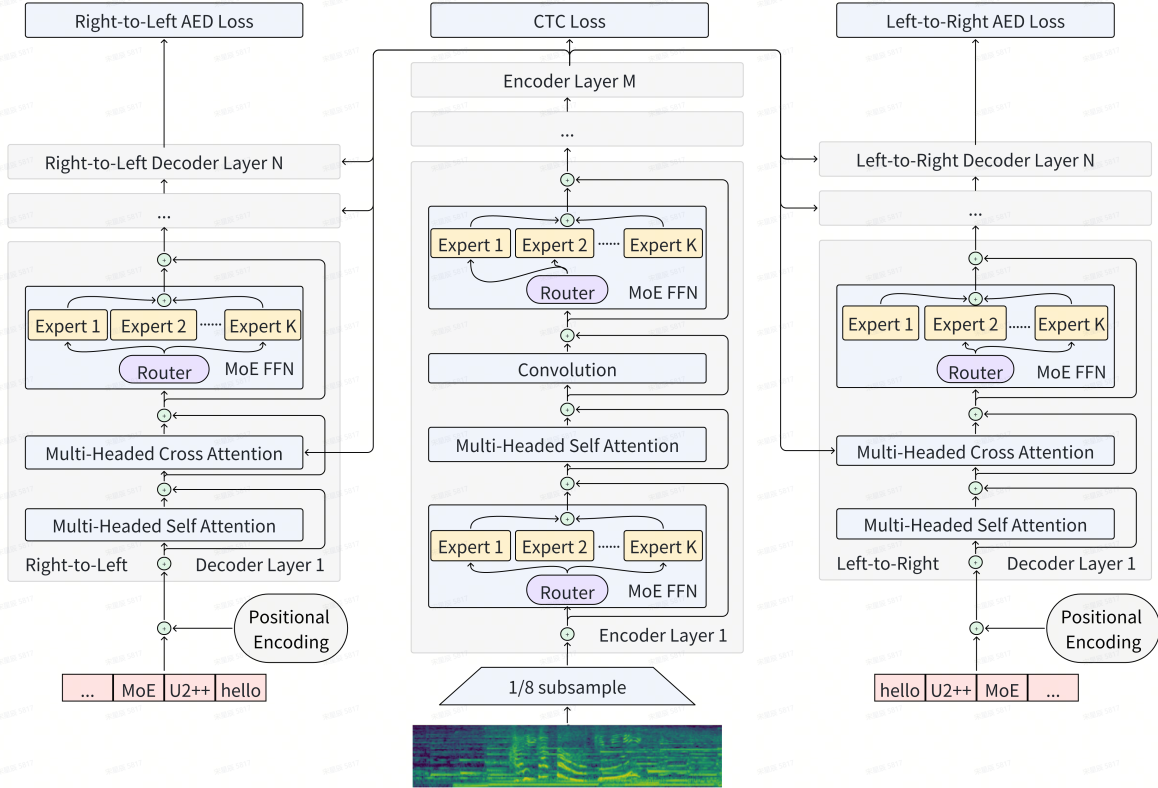 Right-to-Left AED Loss
CTC Loss
Left-to-Right AED Loss
Encoder Layer M
...
Right-to-Left Decoder Layer N
...
Expert 1
Expert 2
......
Expert K
Router
MoE FFN
Multi-Headed Cross Attention
Multi-Headed Self Attention
Right-to-Left
Decoder Layer 1
Positional
Encoding
... MoE U2++ hello
Expert 1
Expert 2
......
Expert K
Router
MoE FFN
Convolution
Multi-Headed Self Attention
Expert 1
Expert 2
......
Expert K
Router
MoE FFN
Encoder Layer 1
1/8 subsample
Left-to-Right Decoder Layer N
...
Expert 1
Expert 2
......
Expert K
Router
MoE FFN
Multi-Headed Cross Attention
Multi-Headed Self Attention
Left-to-Right
Decoder Layer 1
Positional
Encoding
hello U2++ MoE ...